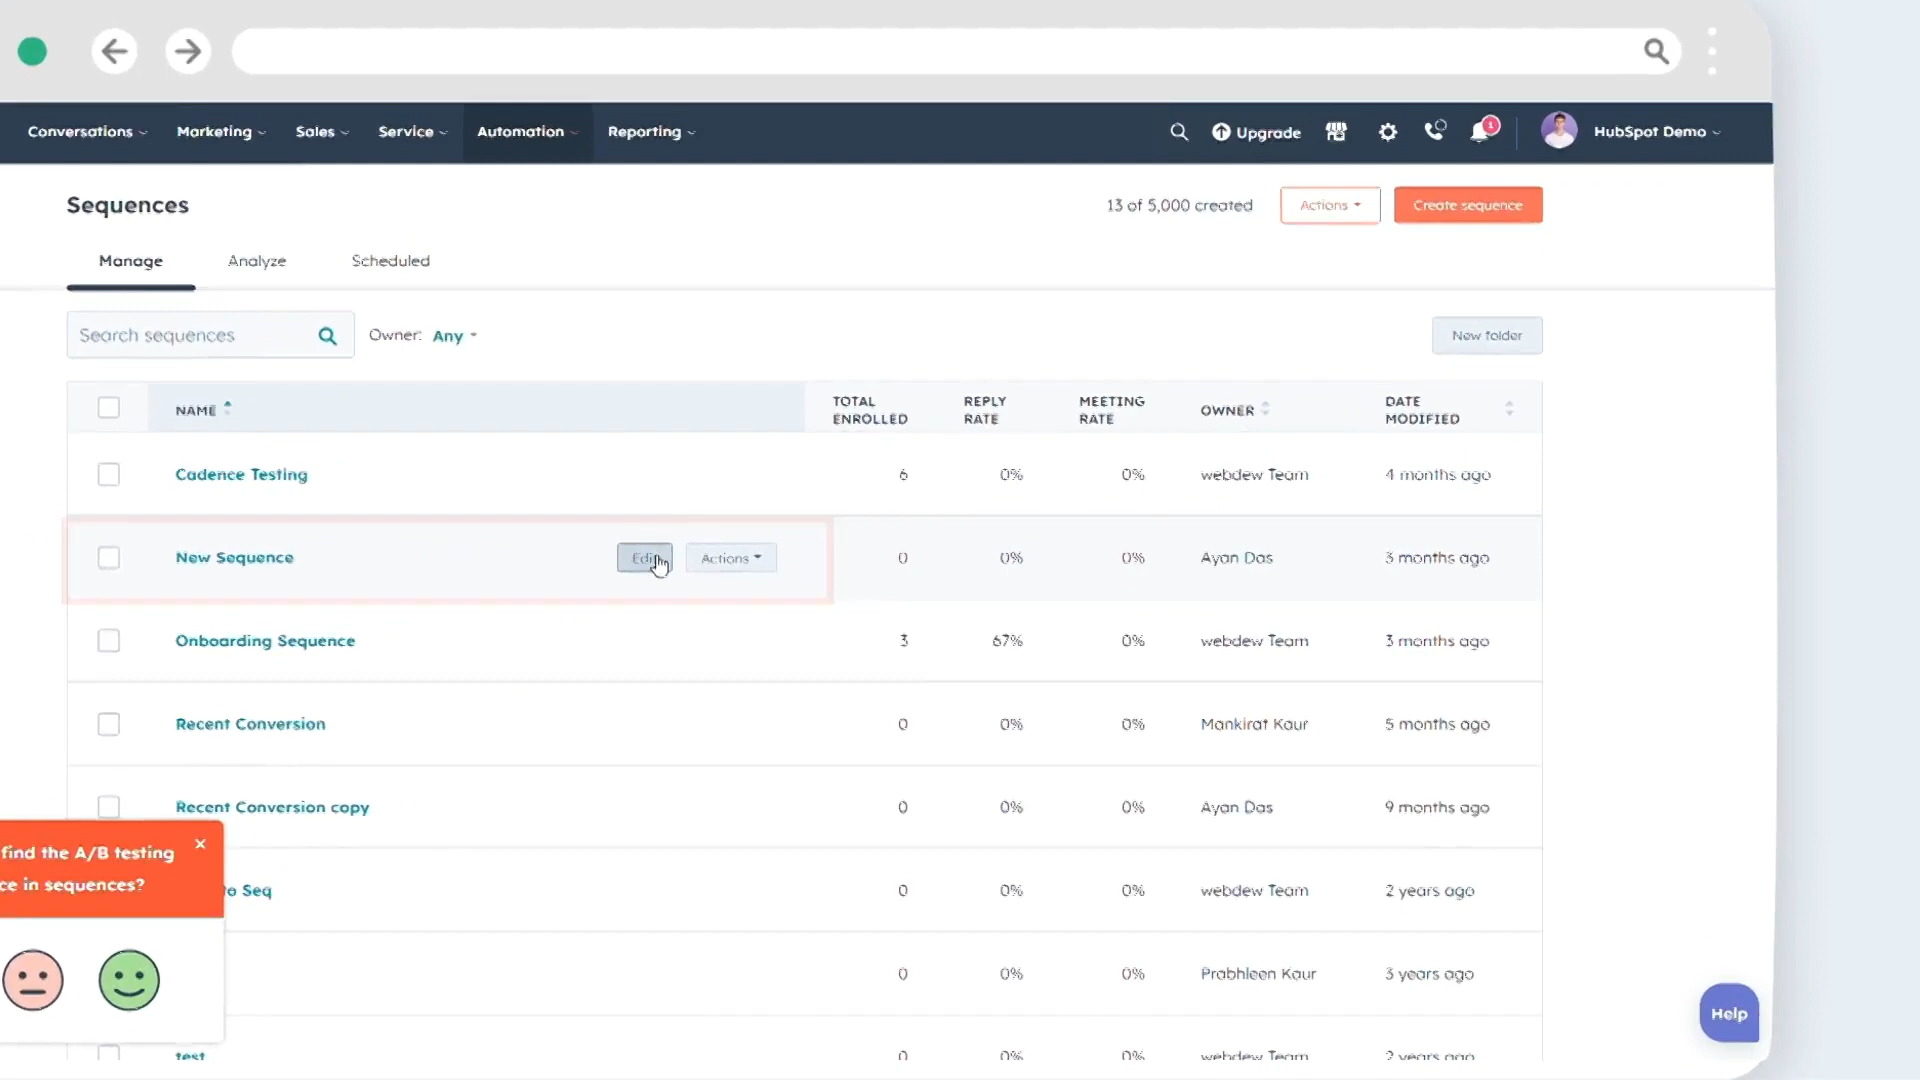 Conversations Marketing Sales Service Automation Reporting Upgrade 1 HubSpot Demo
Sequences 13 of 5,000 created Actions Create sequence
Manage Analyze Scheduled
Search sequences Owner: Any New folder
NAME TOTAL ENROLLED REPLY RATE MEETING RATE OWNER DATE MODIFIED
Cadence Testing 6 0% 0% webdew Team 4 months ago
New Sequence Actions 0 0% 0% Ayan Das 3 months ago
Onboarding Sequence 3 67% 0% webdew Team 3 months ago
Recent Conversion 0 0% 0% Mankirat Kaur 5 months ago
Recent Conversion copy 0 0% 0% Ayan Das 9 months ago
find the A/B testing
in sequences?
Seq 0 0% 0% webdew Team 2 years ago
0 0% 0% Prabhleen Kaur 3 years ago
Help
test 0 0% 0% webdew Team 2 years ago